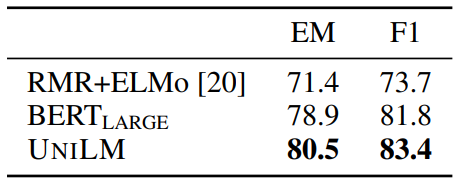 EM F1
RMR+ELMo [20] 71.4 73.7
BERTLARGE 78.9 81.8
UNILM 80.5 83.4